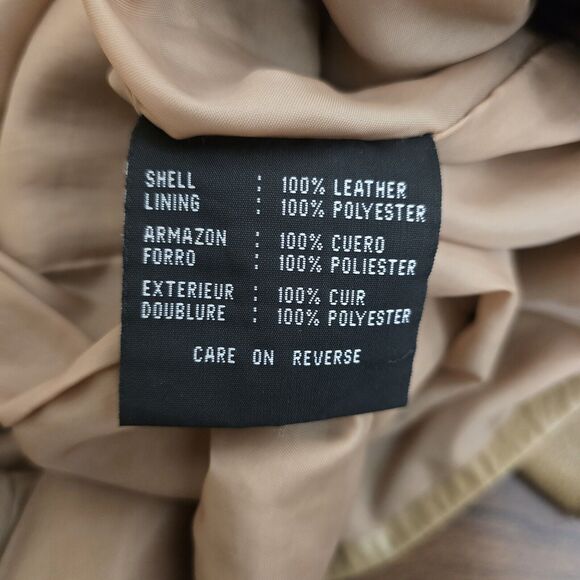 SHELL : 100% LEATHER
LINING : 100% POLYESTER
ARMAZON : 100% CUERO
FORRO : 100% POLIESTER
EXTERIEUR : 100% CUIR
DOUBLURE : 100% POLYESTER
CARE ON REVERSE